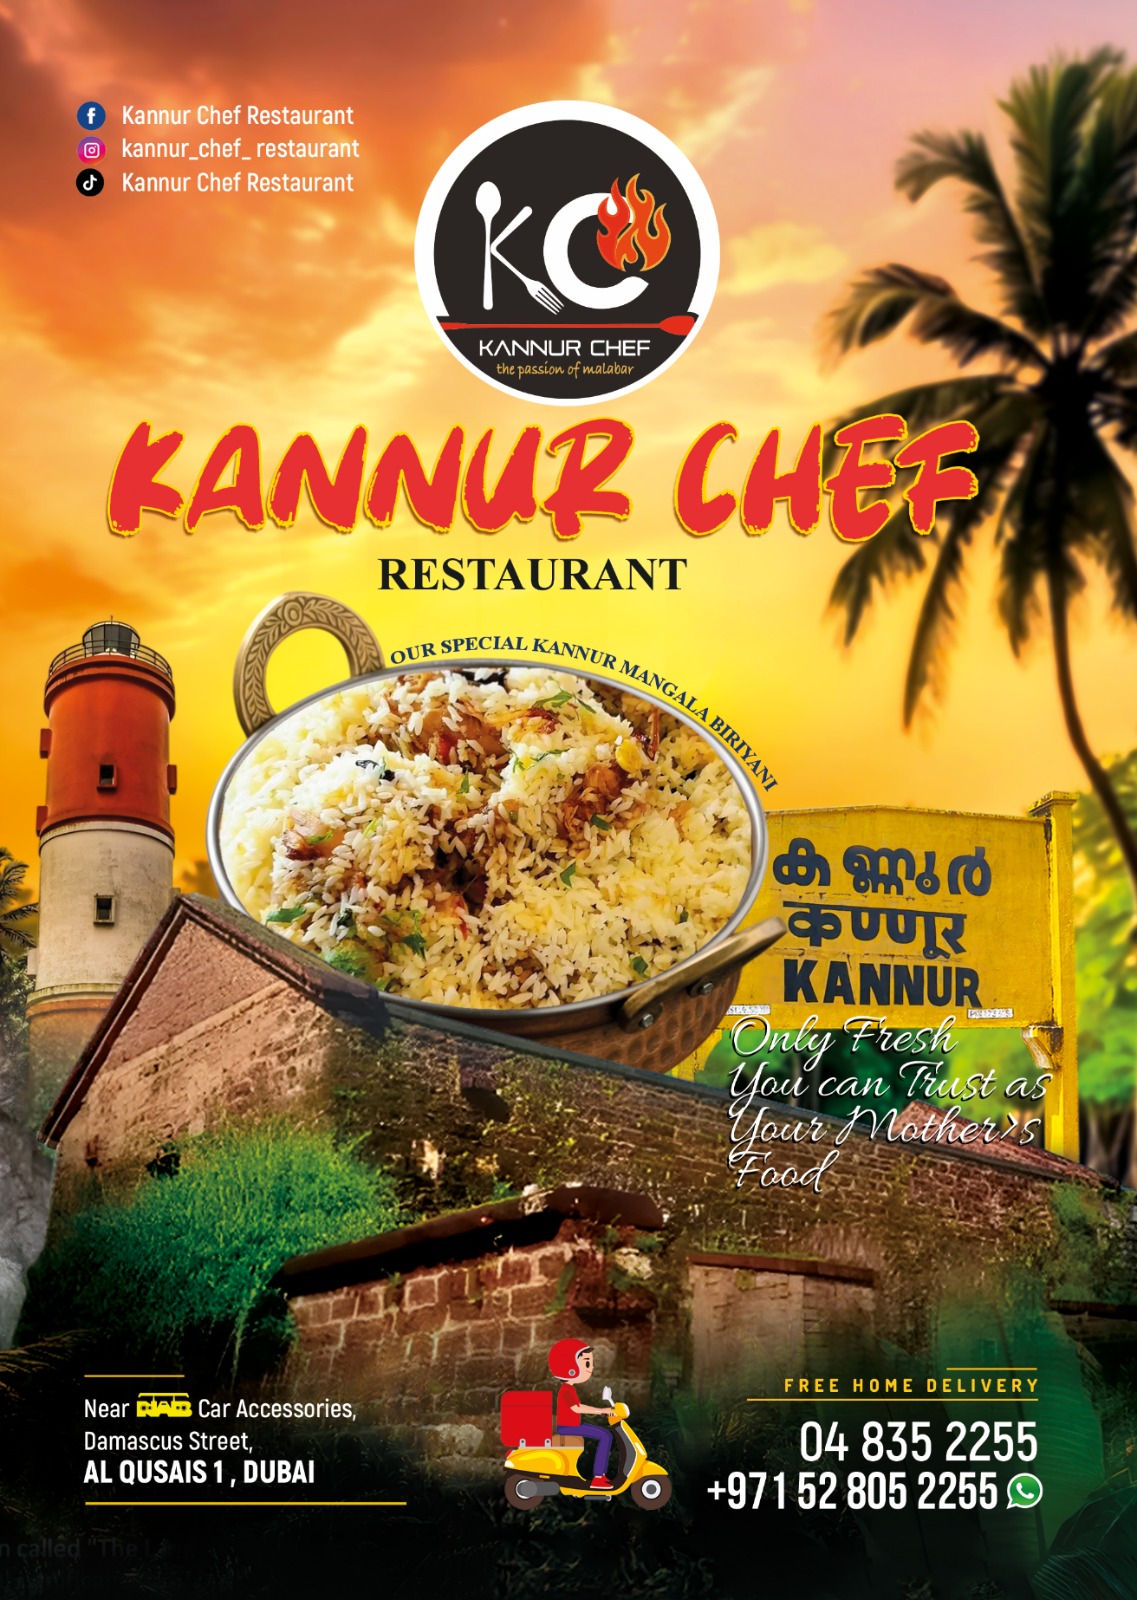 Kannur Chef Restaurant
kannur_chef_ restaurant
Kannur Chef Restaurant
KC
KANNUR CHEF
the passion of malabar
KANNUR CHEF
RESTAURANT
OUR SPECIAL KANNUR MANGALA BIRIYANI
കണ്ണൂർ
कण्णूर
KANNUR
Only Fresh
You can Trust as
Your Mother>s
Food
Near
Car Accessories,
Damascus Street,
AL QUSAIS 1 , DUBAI
FREE HOME DELIVERY
04 835 2255
+971 52 805 2255
n called "The L